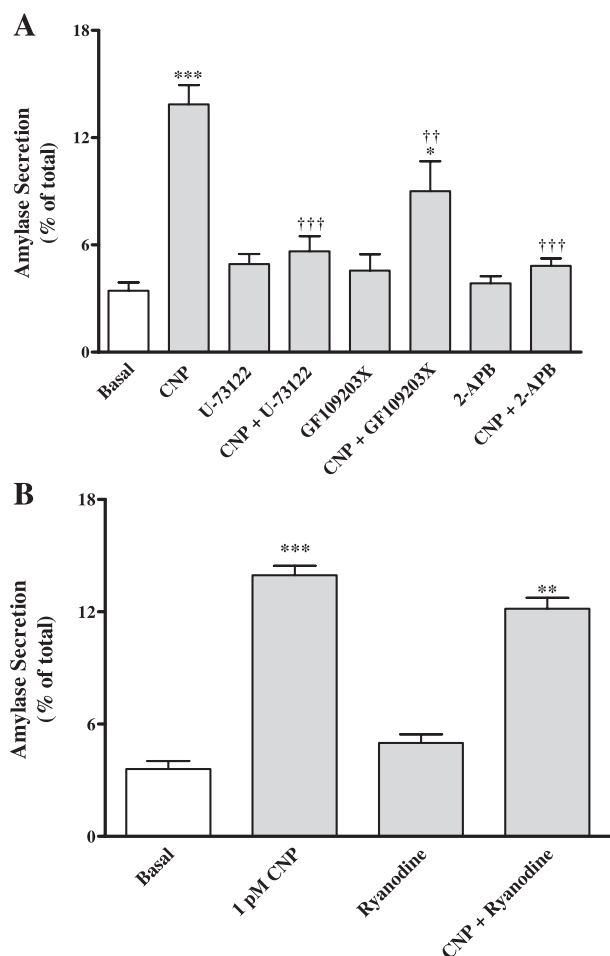 A
Amylase Secretion
(% of total)
18
12
6
0
***
†††
††
*
†††
Basal
CNP
U-73122
CNP + U-73122
GF109203X
CNP + GF109203X
2-APB
CNP + 2-APB
B
Amylase Secretion
(% of total)
18
12
6
0
***
**
Basal
1 pM CNP
Ryanodine
CNP + Ryanodine